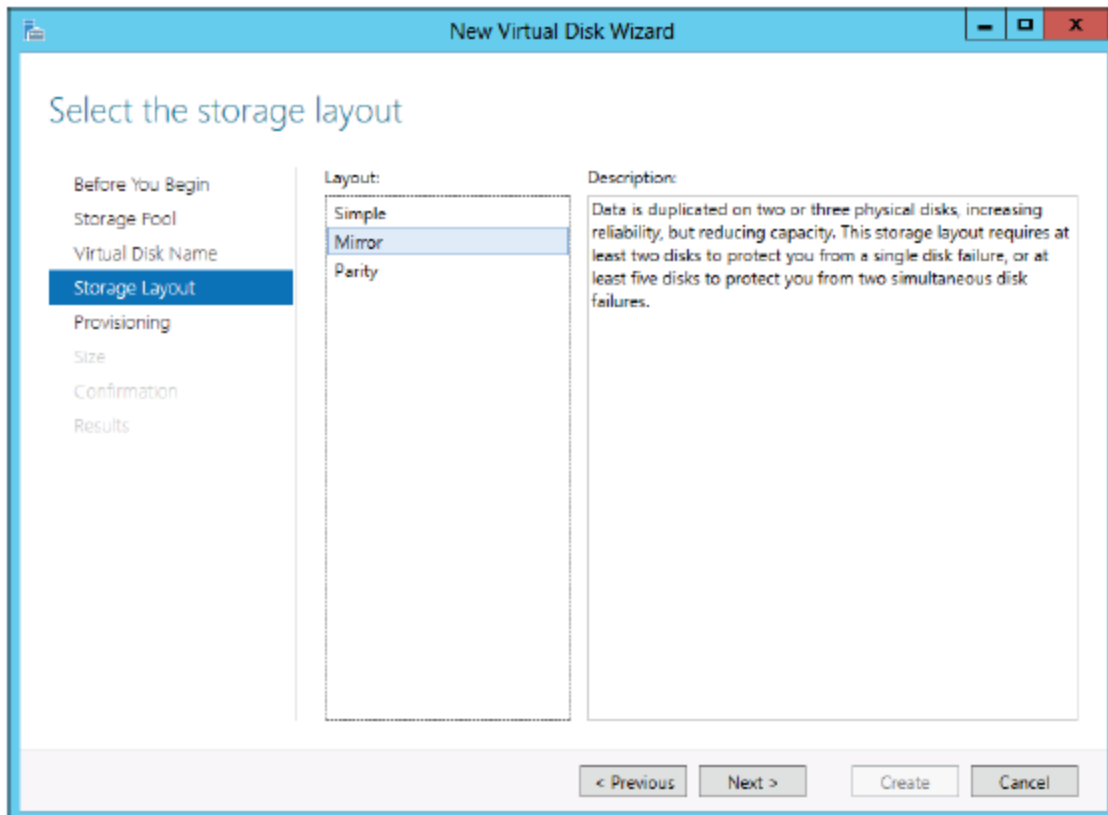 New Virtual Disk Wizard
x
Select the storage layout
Before You Begin
Storage Pool
Virtual Disk Name
Storage Layout
Provisioning
Size
Confirmation
Results
Layout:
Simple
Mirror
Parity
Description:
Data is duplicated on two or three physical disks, increasing
reliability, but reducing capacity. This storage layout requires at
least two disks to protect you from a single disk failure, or at
least five disks to protect you from two simultaneous disk
failures.
< Previous
Next >
Create
Cancel